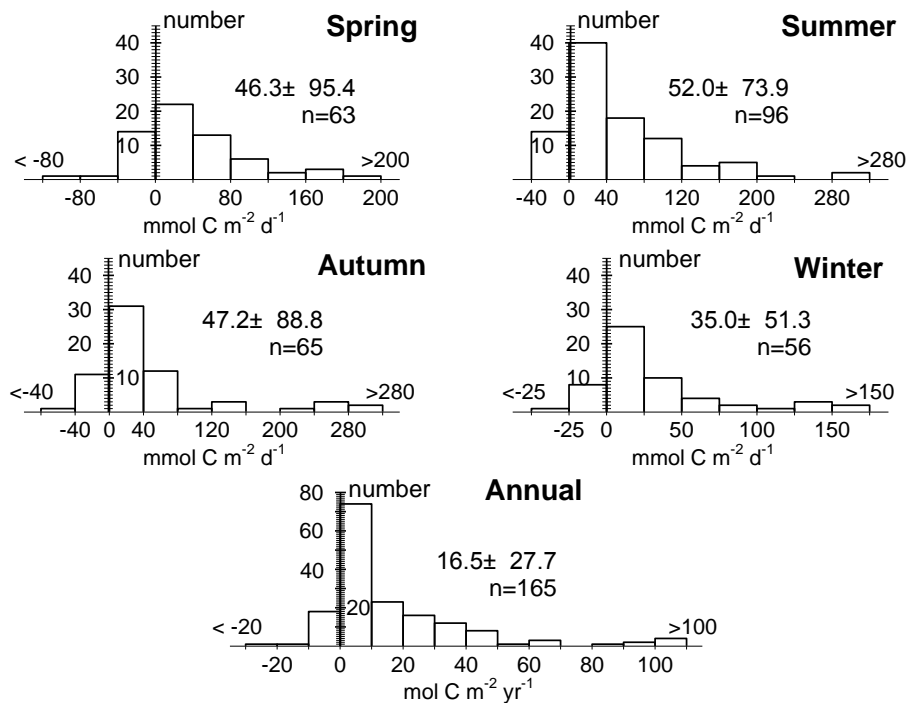 number
Spring
40
30
20
10
46.3± 95.4
n=63
< -80
>200
-80 0 80 160 200
mmol C m⁻² d⁻¹
number
Summer
40
30
20
10
52.0± 73.9
n=96
>280
-40 0 40 120 200 280
mmol C m⁻² d⁻¹
number
Autumn
40
30
20
10
47.2± 88.8
n=65
<-40
>280
-40 0 40 120 200 280
mmol C m⁻² d⁻¹
number
Winter
40
30
20
10
35.0± 51.3
n=56
<-25
>150
-25 0 50 100 150
mmol C m⁻² d⁻¹
number
Annual
80
60
40
20
16.5± 27.7
n=165
< -20
>100
-20 0 20 40 60 80 100
mol C m⁻² yr⁻¹